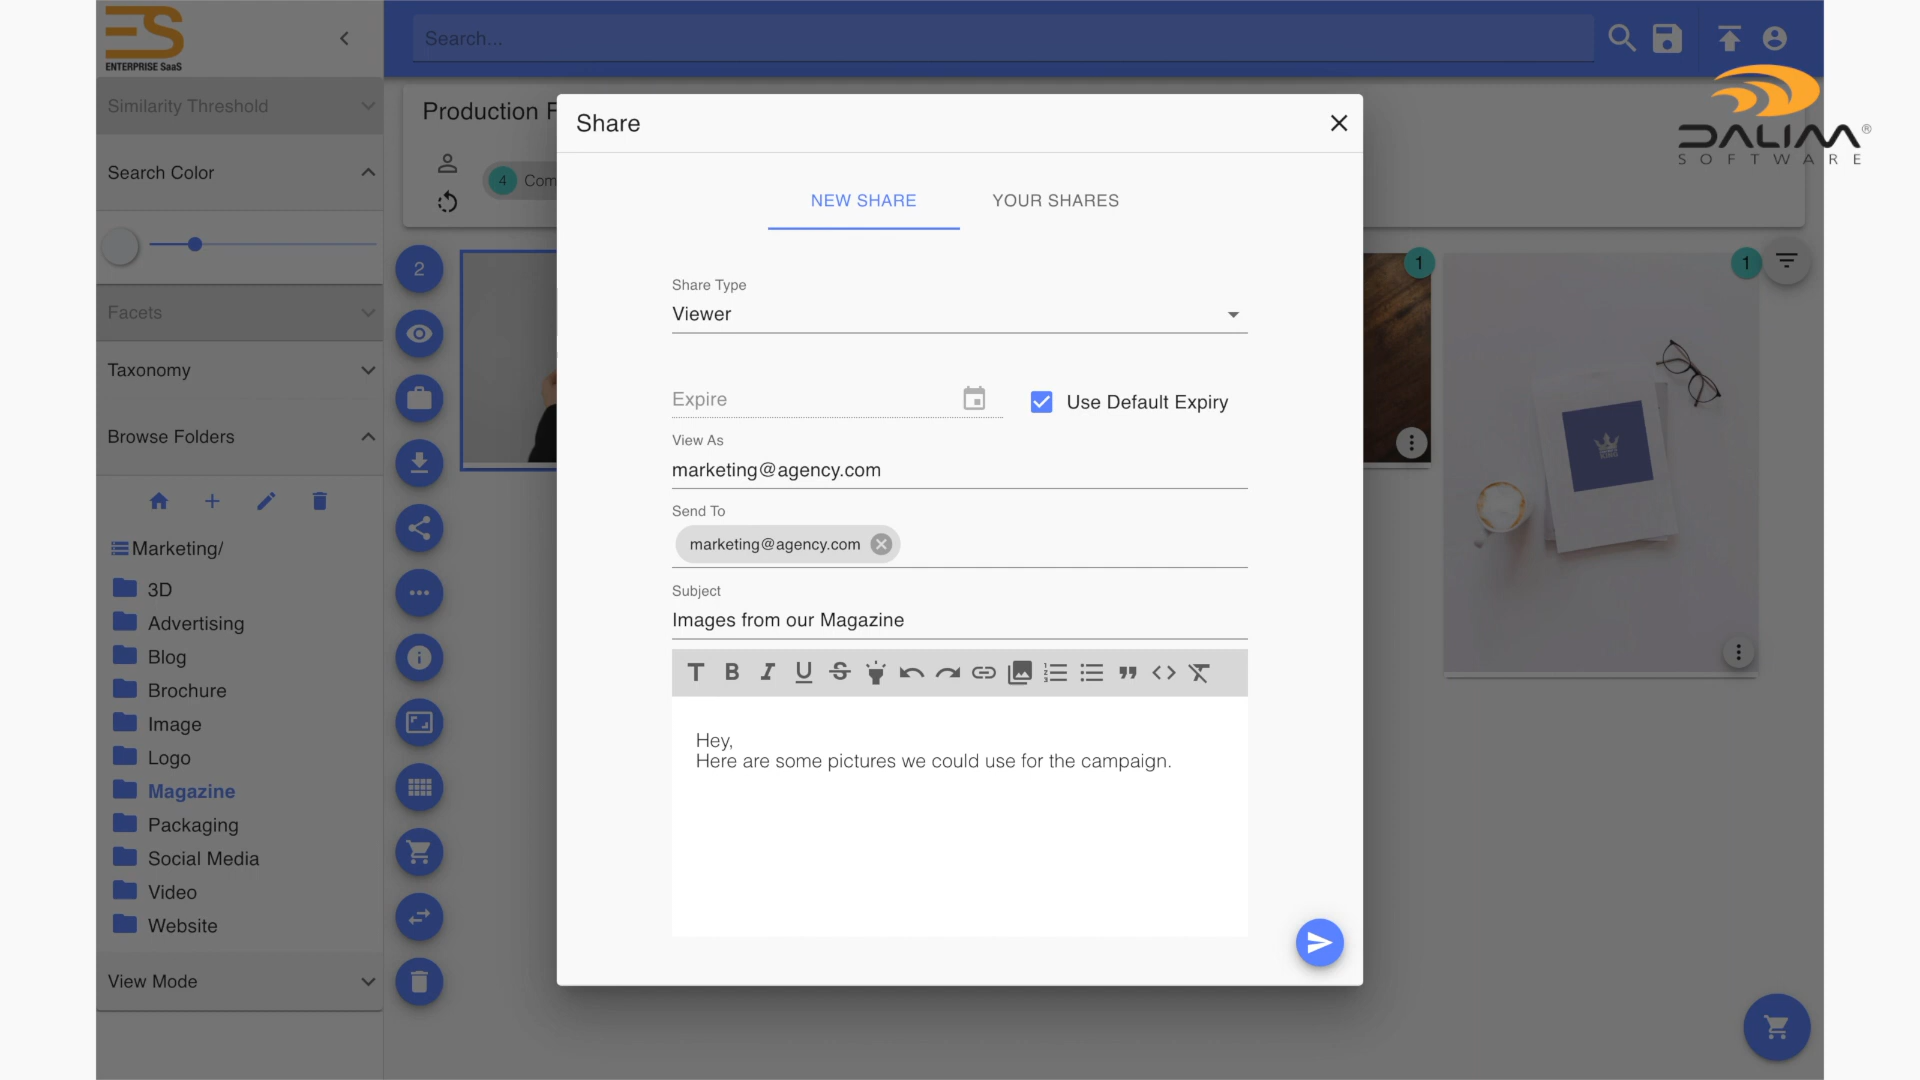 ES
ENTERPRISE SaaS
Search...
DALIM®
SOFTWARE
Similarity Threshold
Search Color
Facets
Taxonomy
Browse Folders
Marketing/
3D
Advertising
Blog
Brochure
Image
Logo
Magazine
Packaging
Social Media
Video
Website
View Mode
Production
4
2
1
1
Share
NEW SHARE
YOUR SHARES
Share Type
Viewer
Expire
Use Default Expiry
View As
marketing@agency.com
Send To
marketing@agency.com
Subject
Images from our Magazine
Hey,
Here are some pictures we could use for the campaign.